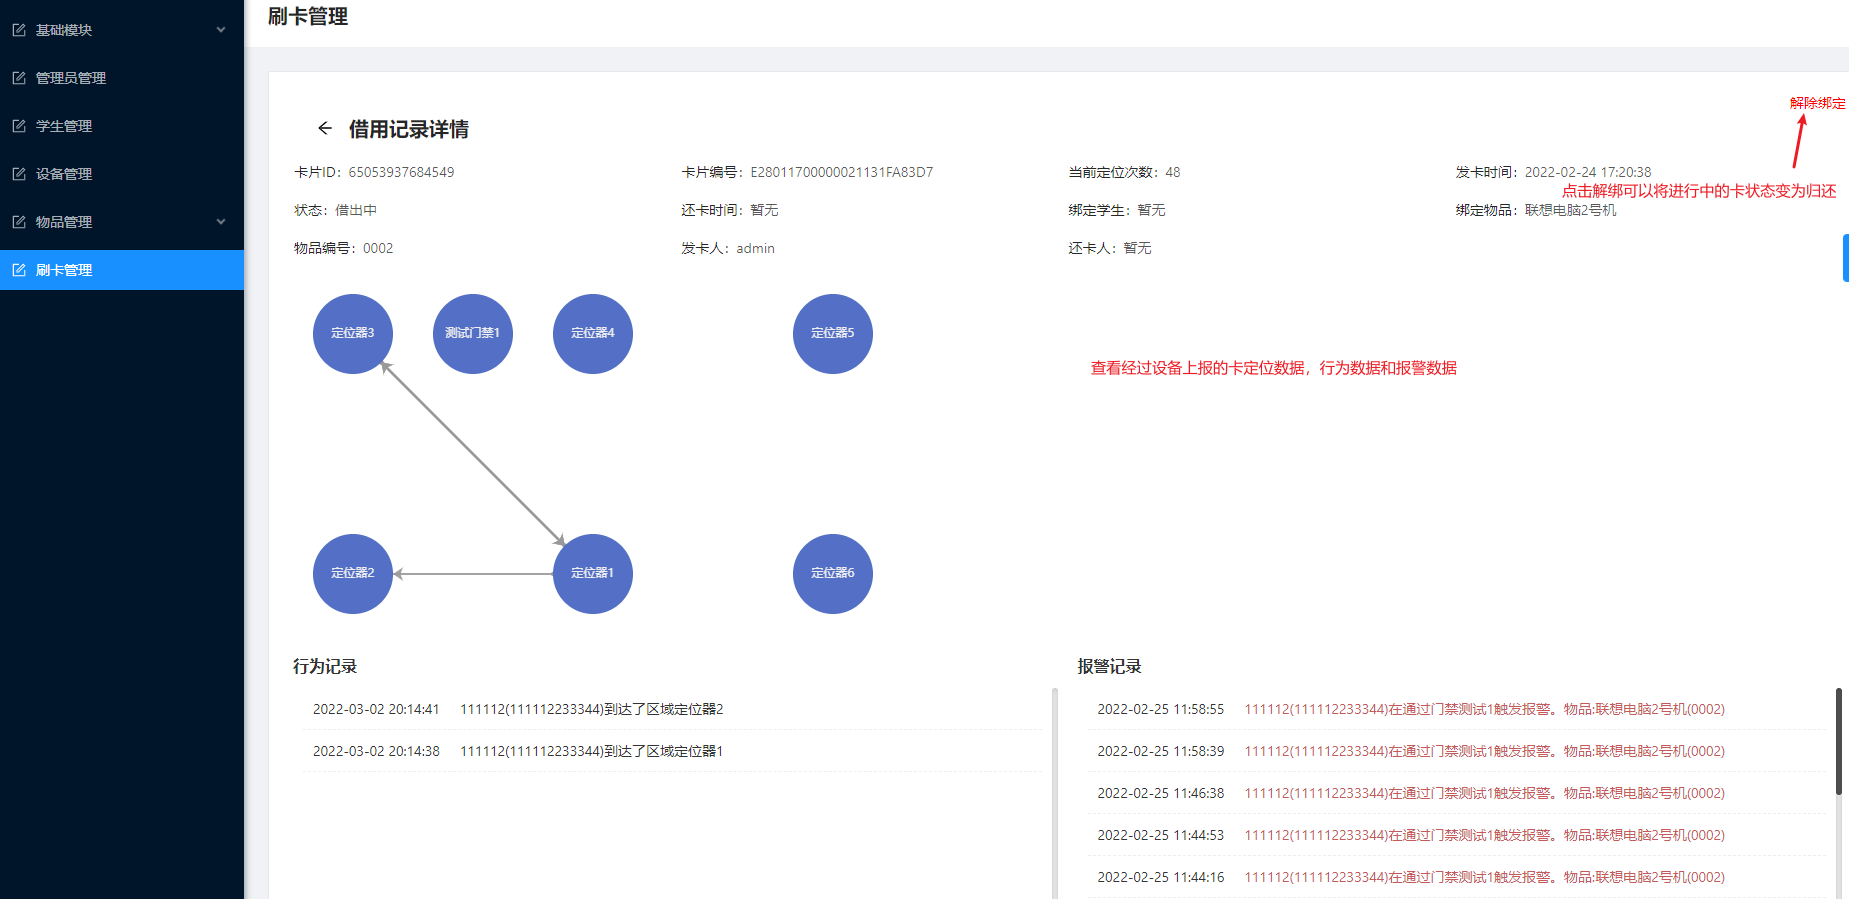 刷卡管理
基础模块
管理员管理
学生管理
设备管理
物品管理
刷卡管理
解除绑定
借用记录详情
卡片ID: 65053937684549
卡片编号: E28011700000021131FA83D7
当前定位次数: 48
发卡时间: 2022-02-24 17:20:38
点击解绑可以将进行中的卡状态变为归还
状态: 借出中
还卡时间: 暂无
绑定学生: 暂无
绑定物品: 联想电脑2号机
物品编号: 0002
发卡人: admin
还卡人: 暂无
定位器3
测试门禁1
定位器4
定位器5
查看经过设备上报的卡定位数据，行为数据和报警数据
定位器2
定位器1
定位器6
行为记录
2022-03-02 20:14:41 111112(111112233344)到达了区域定位器2
2022-03-02 20:14:38 111112(111112233344)到达了区域定位器1
报警记录
2022-02-25 11:58:55 111112(111112233344)在通过门禁测试1触发报警。物品:联想电脑2号机(0002)
2022-02-25 11:58:39 111112(111112233344)在通过门禁测试1触发报警。物品:联想电脑2号机(0002)
2022-02-25 11:46:38 111112(111112233344)在通过门禁测试1触发报警。物品:联想电脑2号机(0002)
2022-02-25 11:44:53 111112(111112233344)在通过门禁测试1触发报警。物品:联想电脑2号机(0002)
2022-02-25 11:44:16 111112(111112233344)在通过门禁测试1触发报警。物品:联想电脑2号机(0002)